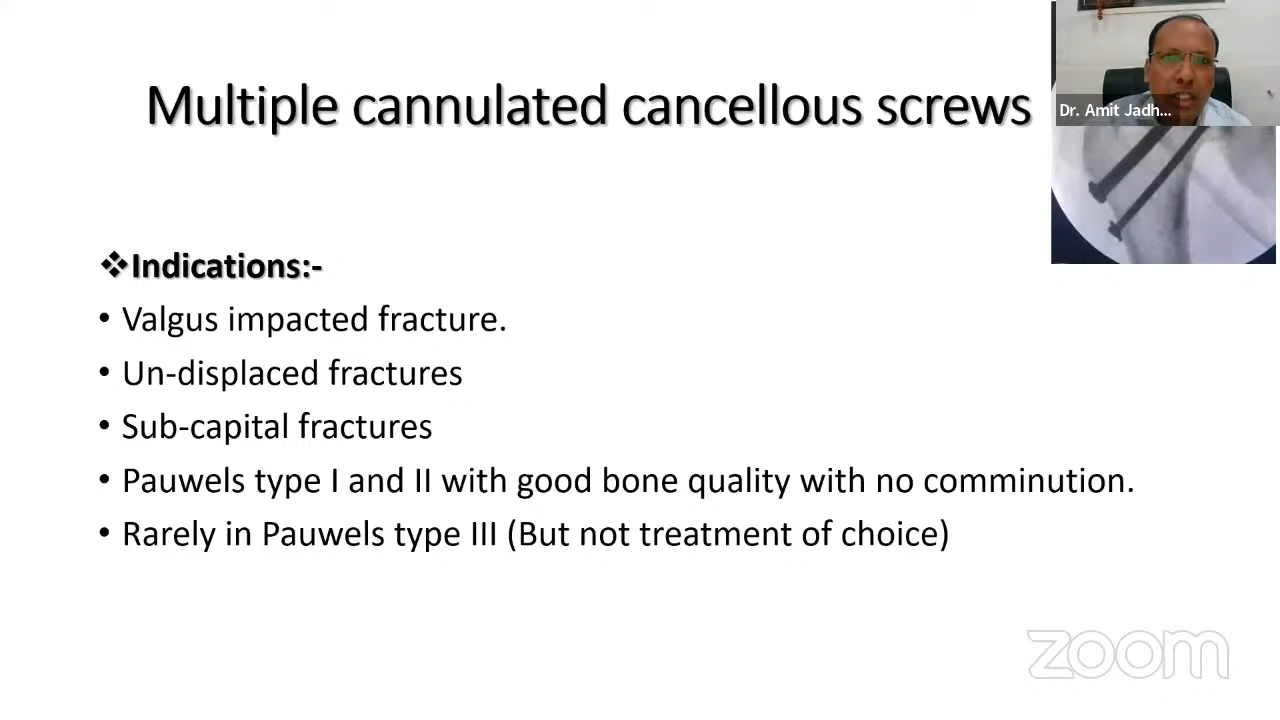 Multiple cannulated cancellous screws
Dr. Amit Jadh...
❖Indications:-
• Valgus impacted fracture.
• Un-displaced fractures
• Sub-capital fractures
• Pauwels type I and II with good bone quality with no comminution.
• Rarely in Pauwels type III (But not treatment of choice)
zoom